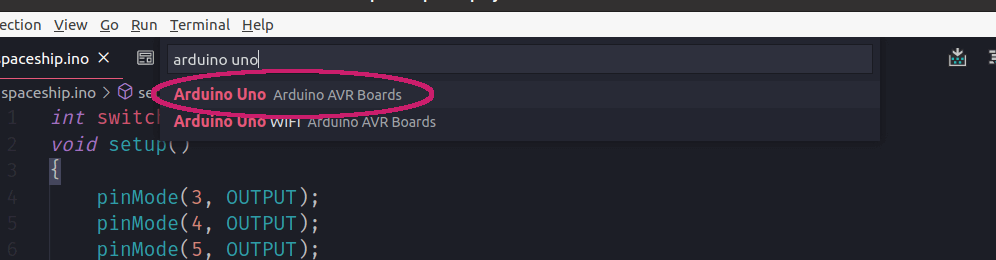 ection View Go Run Terminal Help
paceship.ino
arduino uno
spaceship.ino > se
Arduino Uno Arduino AVR Boards
Arduino Uno WiFi Arduino AVR Boards
1 int switch
2 void setup()
3 {
4 pinMode(3, OUTPUT);
5 pinMode(4, OUTPUT);
6 pinMode(5, OUTPUT);